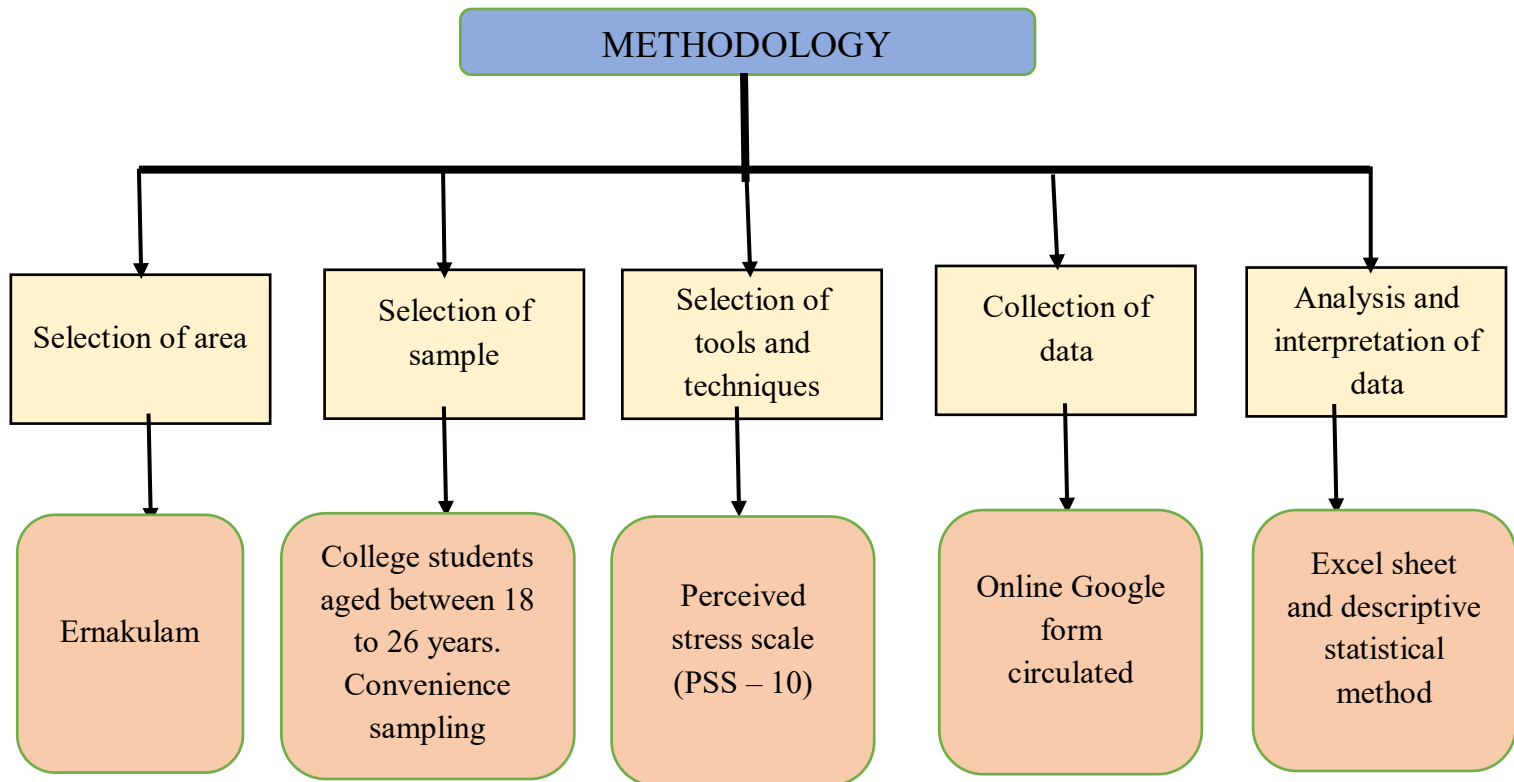 METHODOLOGY
Selection of area
Selection of
sample
Selection of
tools and
techniques
Collection of
data
Analysis and
interpretation of
data
Ernakulam
College students
aged between 18
to 26 years.
Convenience
sampling
Perceived
stress scale
(PSS – 10)
Online Google
form
circulated
Excel sheet
and descriptive
statistical
method